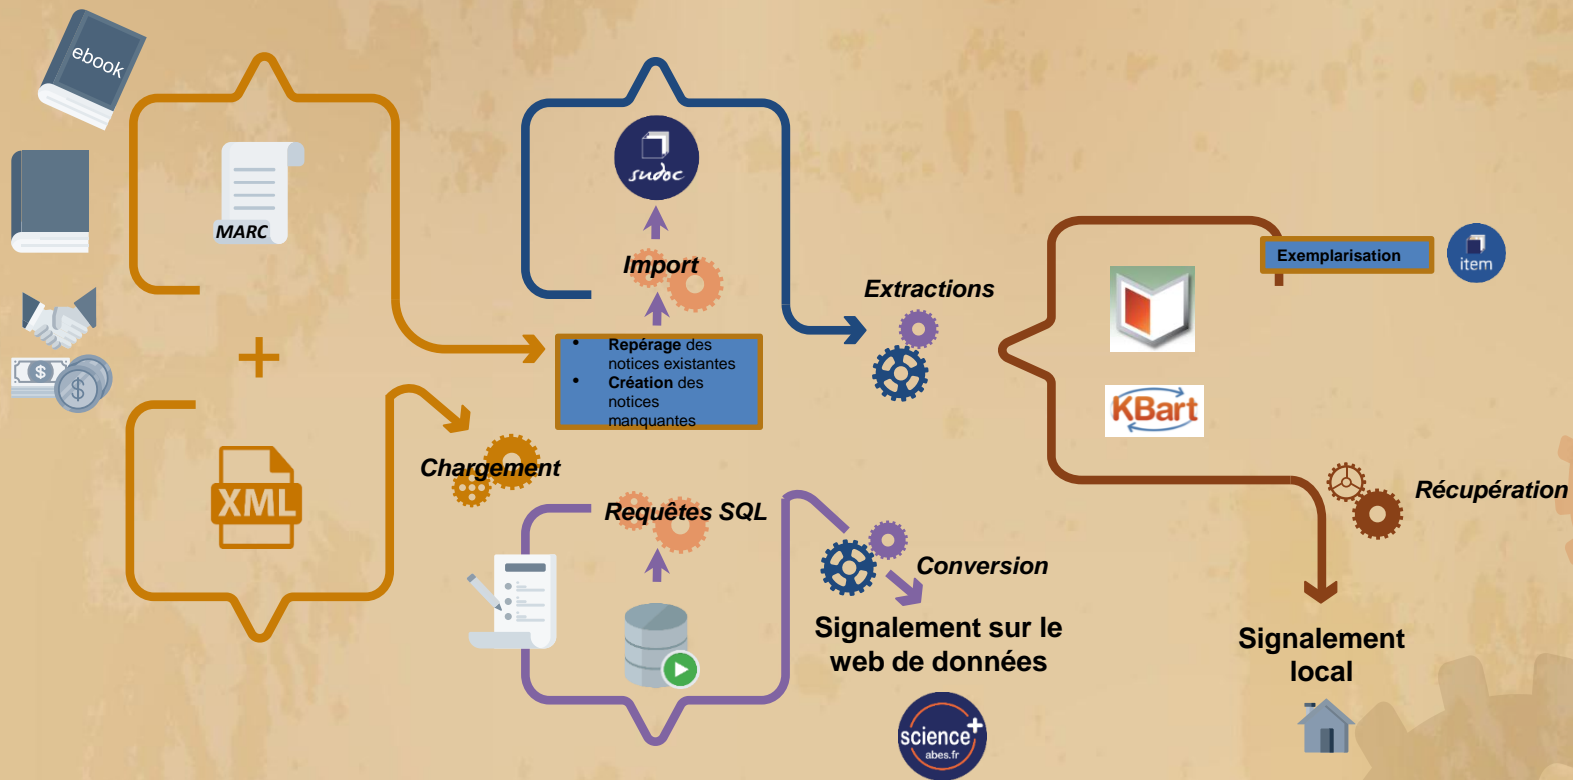 ebook
MARC
XML
$
$
Chargement
sudoc
Import
• Repérage des
notices existantes
• Création des
notices
manquantes
Requêtes SQL
Extractions
Conversion
Signalement sur le
web de données
science+
abes.fr
Exemplarisation
item
KBart
Récupération
Signalement
local